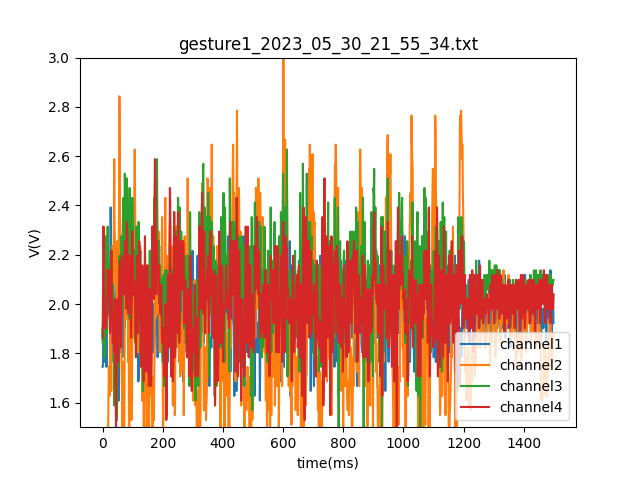 gesture1_2023_05_30_21_55_34.txt
3.0
2.8
2.6
2.4
2.2
2.0
1.8
1.6
V(V)
channel1
channel2
channel3
channel4
0 200 400 600 800 1000 1200 1400
time(ms)